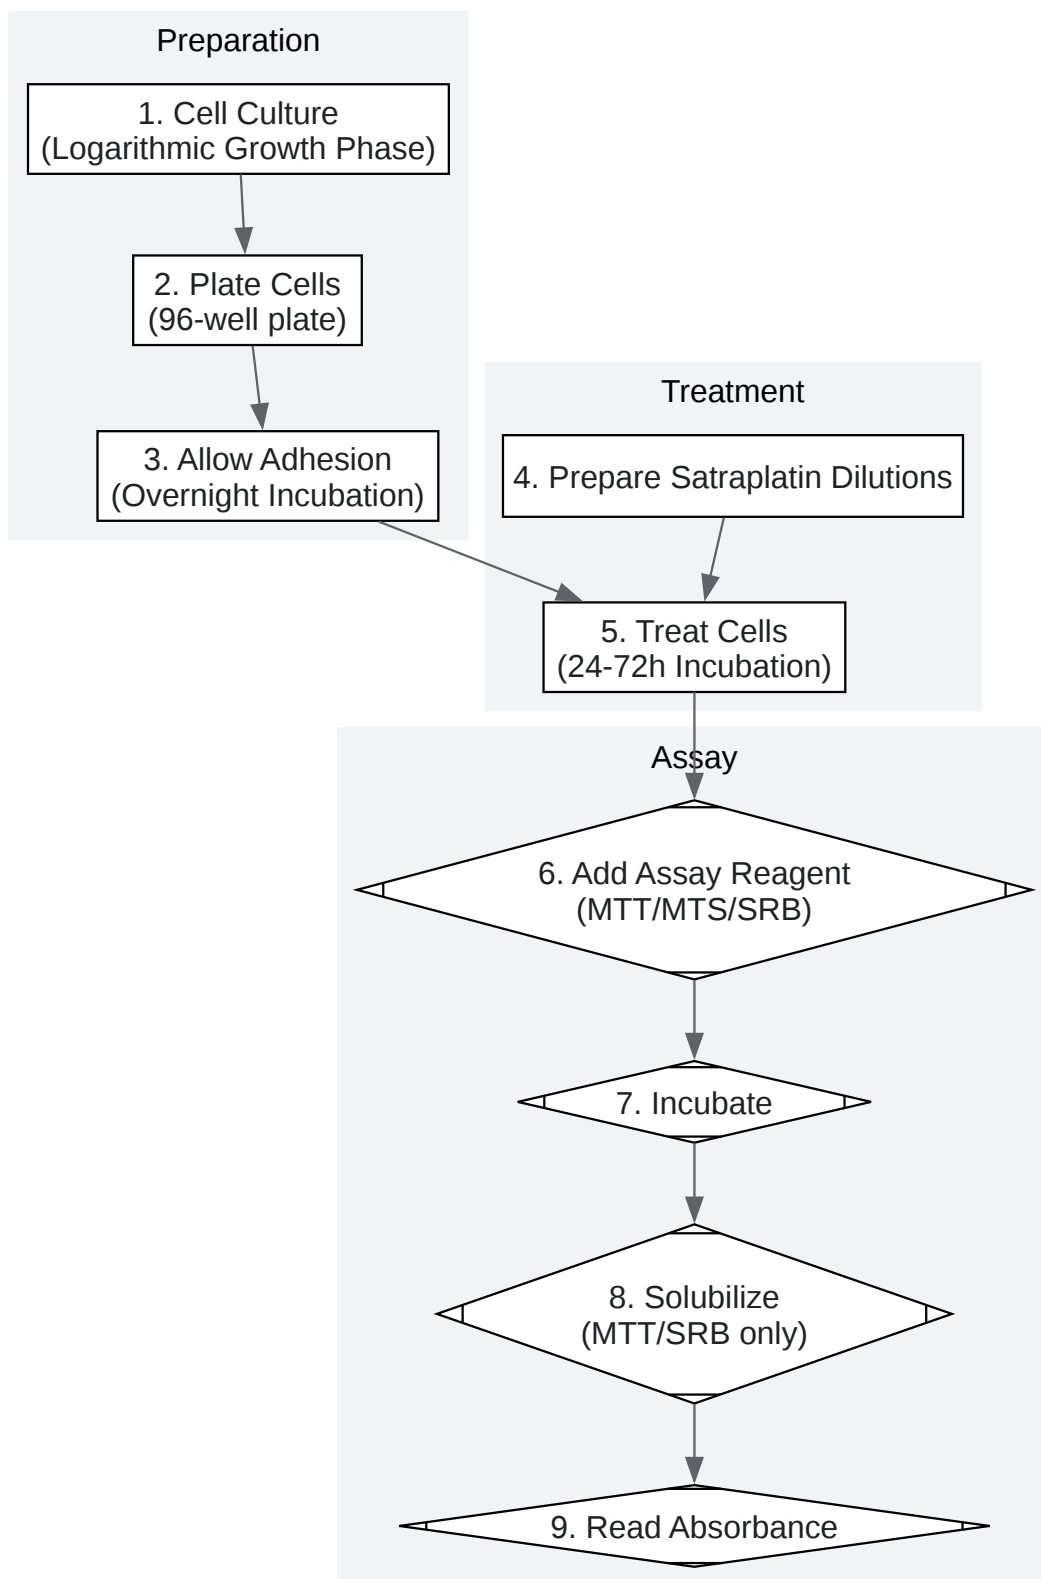 Preparation
1. Cell Culture
(Logarithmic Growth Phase)
2. Plate Cells
(96-well plate)
3. Allow Adhesion
(Overnight Incubation)
Treatment
4. Prepare Satraplatin Dilutions
5. Treat Cells
(24-72h Incubation)
Assay
6. Add Assay Reagent
(MTT/MTS/SRB)
7. Incubate
8. Solubilize
(MTT/SRB only)
9. Read Absorbance